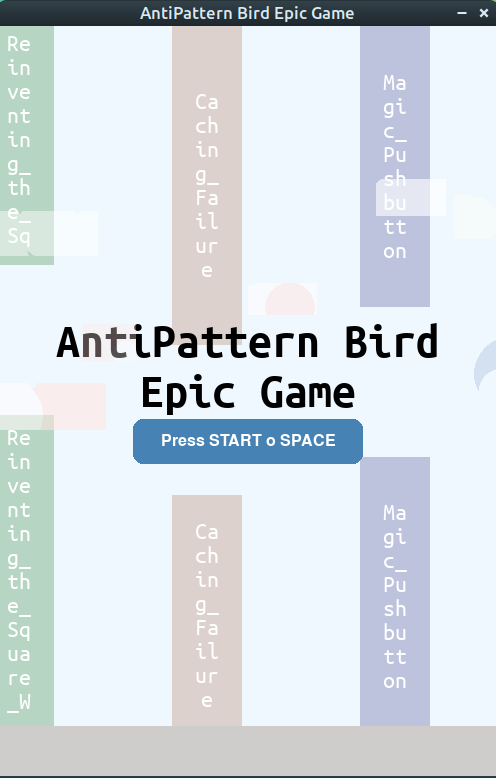 AntiPattern Bird Epic Game
Re
in
ve
nt
in
g_
th
e_
Sq
Ca
ch
in
g_
Fa
il
ur
e
Ma
gi
c_
Pu
sh
bu
tt
on
AntiPattern Bird
Epic Game
Press START o SPACE
Re
in
ve
nt
in
g_
th
e_
Sq
ua
re
_W
Ca
ch
in
g_
Fa
il
ur
e
Ma
gi
c_
Pu
sh
bu
tt
on